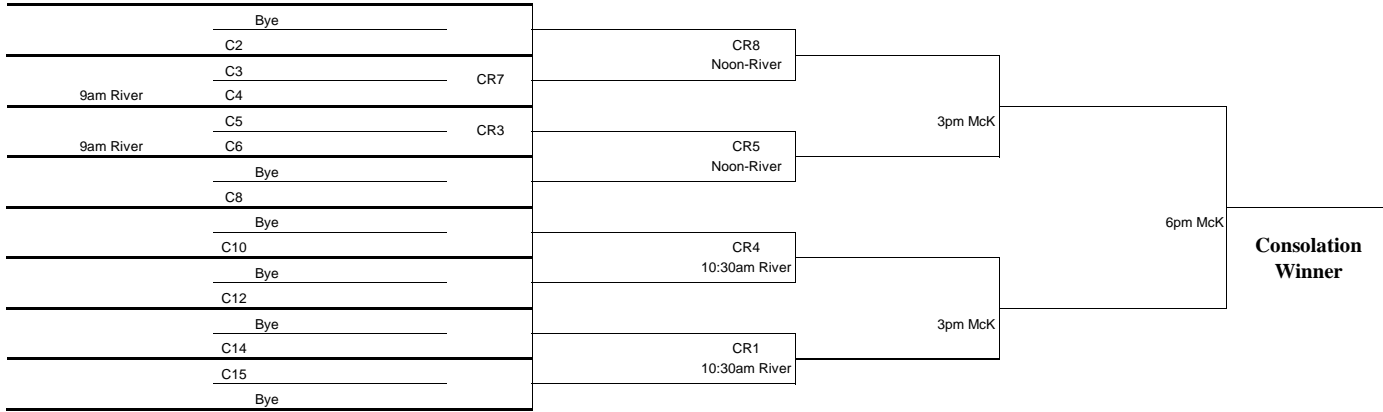 Bye
C2
CR8
Noon-River
C3
CR7
9am River
C4
C5
CR3
3pm McK
9am River
C6
CR5
Noon-River
Bye
C8
Bye
6pm McK
C10
CR4
Consolation
Winner
10:30am River
Bye
C12
Bye
3pm McK
C14
CR1
10:30am River
C15
Bye